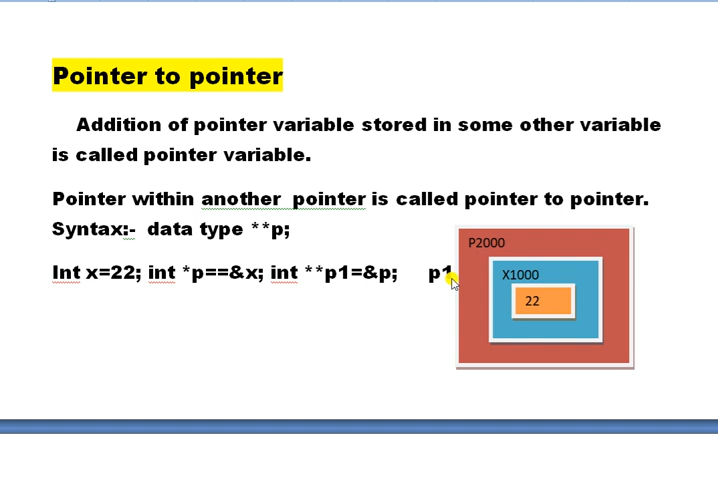 Pointer to pointer
Addition of pointer variable stored in some other variable
is called pointer variable.
Pointer within another pointer is called pointer to pointer.
Syntax:- data type **p;
Int x=22; int *p==&x; int **p1=&p; p1
P2000
X1000
22